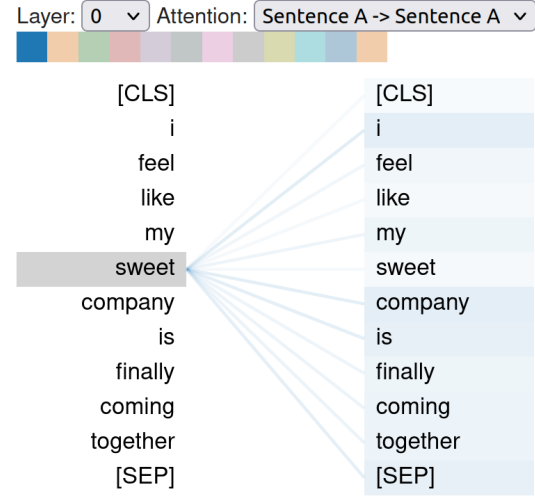 Layer: 0 Attention: Sentence A -> Sentence A
[CLS] [CLS]
i i
feel feel
like like
my my
sweet sweet
company company
is is
finally finally
coming coming
together together
[SEP] [SEP]